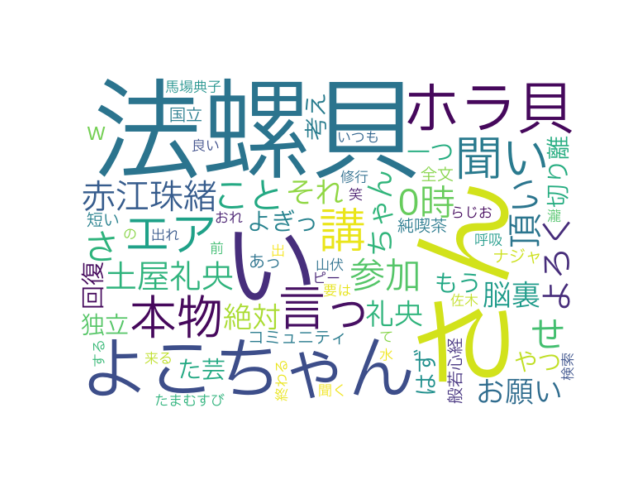 馬場典子
国立
法螺貝
考え
ホラ貝
w
良い
いつも
一つ
聞い
切り離
修行
全文
赤江珠緒
こと
それ
笑
ちゃん
0時
らじお
頂い
瀧
短い
の
エア
おれ
よぎっ
い
講
純喫茶
さん
呼吸
よろく
出れ
前
さ
あっ
出
山伏
ピー
ナジャ
回復
土屋礼央
言っ
参加
もう
脳裏
せ
要は
佐木
独立
本物
絶対
礼央
コミュニティ
て
氷
する
来る
よこちゃん
た芸
はず
般若心経
やつ
検索
終わる
聞く
お願い
たまむすび